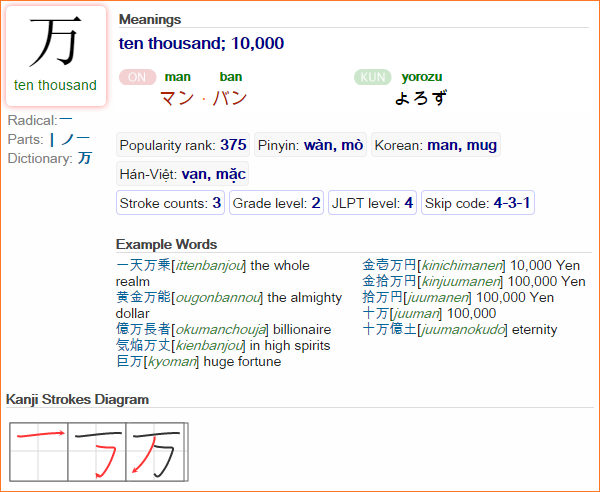 万
ten thousand
Radical:一
Parts: | ノ一
Dictionary: 万
Meanings
ten thousand; 10,000
ON man ban
マン · バン
KUN yorozu
よろず
Popularity rank: 375 Pinyin: wàn, mò Korean: man, mug
Hán-Việt: vạn, mặc
Stroke counts: 3 Grade level: 2 JLPT level: 4 Skip code: 4-3-1
Example Words
一天万乗[ittenbanjou] the whole
realm
黄金万能[ougonbannou] the almighty
dollar
億万長者[okumanchouja] billionaire
気焔万丈[kienbanjou] in high spirits
巨万[kyoman] huge fortune
金壱万円[kinichimanen] 10,000 Yen
金拾万円[kinjuumanen] 100,000 Yen
拾万円[juumanen] 100,000 Yen
十万[juuman] 100,000
十万億土[juumanokudo] eternity
Kanji Strokes Diagram